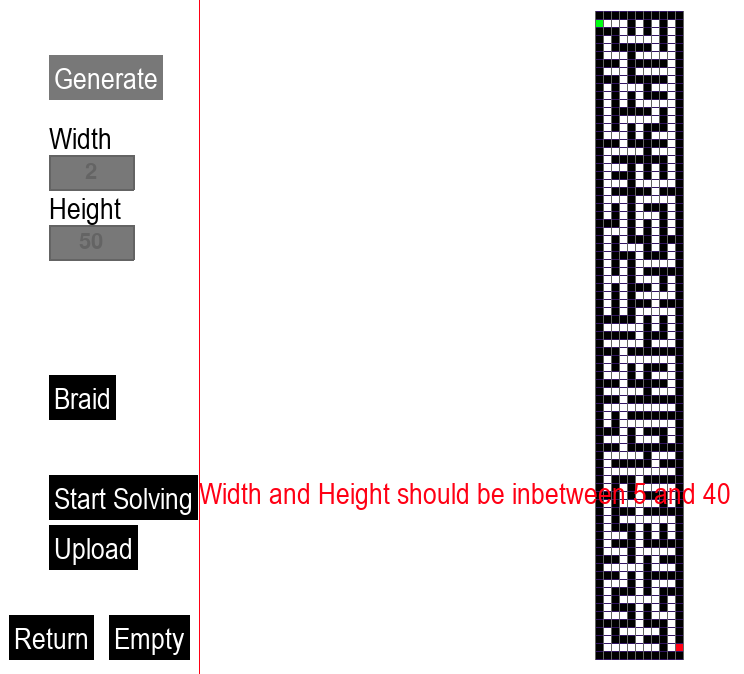 Generate
Width
2
Height
50
Braid
Start Solving
Width and Height should be inbetween 5 and 40
Upload
Return
Empty